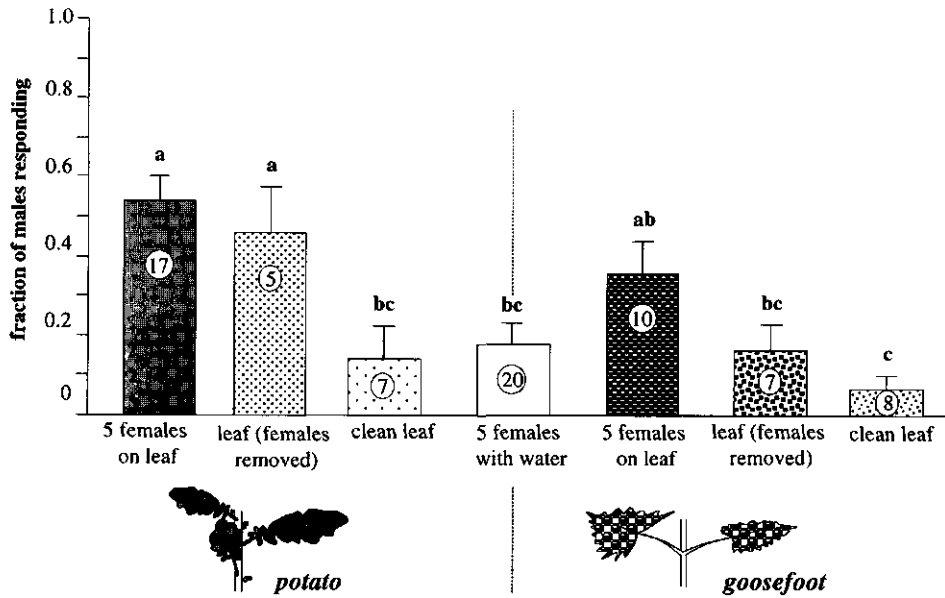 fraction of males responding
1.0
0.8
0.6
0.4
0.2
0
a
a
bc
bc
ab
bc
c
17
5
7
20
10
7
8
5 females
on leaf
leaf (females
removed)
clean leaf
5 females
with water
5 females
on leaf
leaf (females
removed)
clean leaf
potato
goosefoot